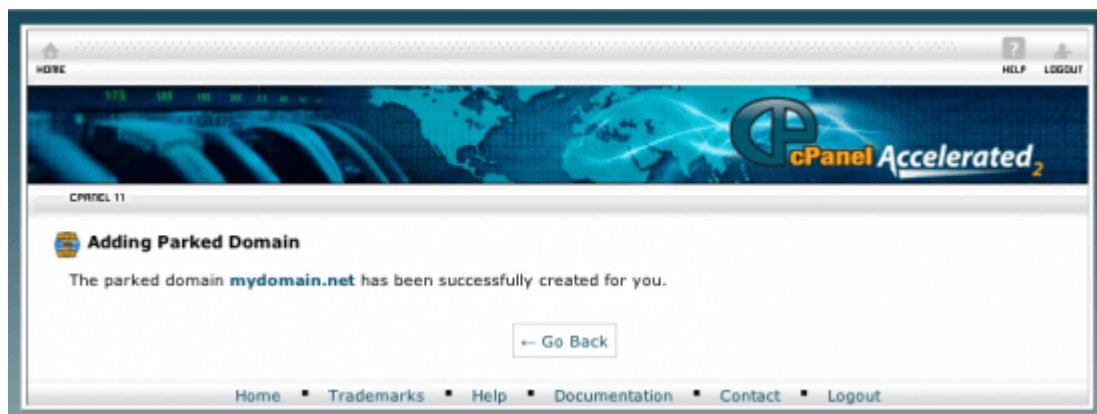 HOME
HELP LOGOUT
cPanel Accelerated2
CPANEL 11
Adding Parked Domain
The parked domain mydomain.net has been successfully created for you.
← Go Back
Home ▪ Trademarks ▪ Help ▪ Documentation ▪ Contact ▪ Logout